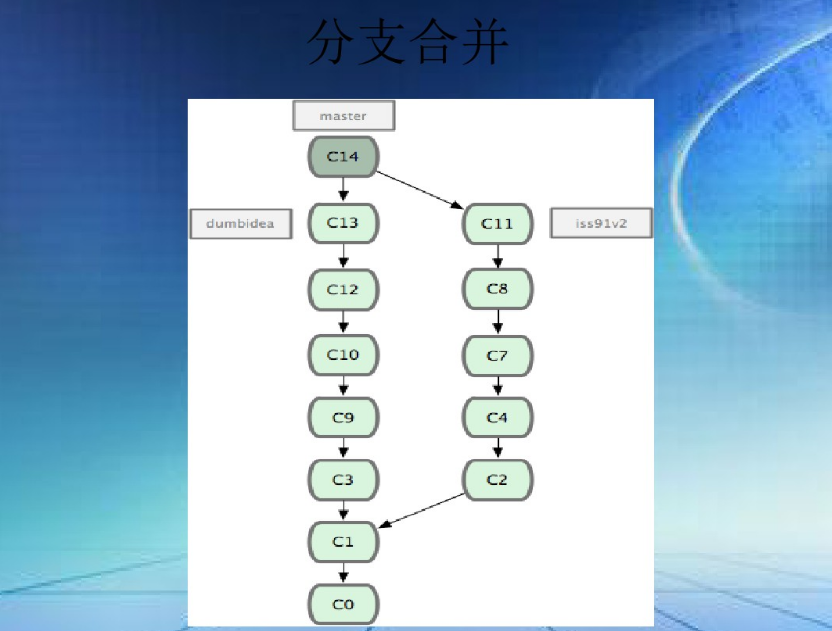 分支合并
master
C14
dumbidea
C13
C11
iss91v2
C12
C8
C10
C7
C9
C4
C3
C2
C1
C0